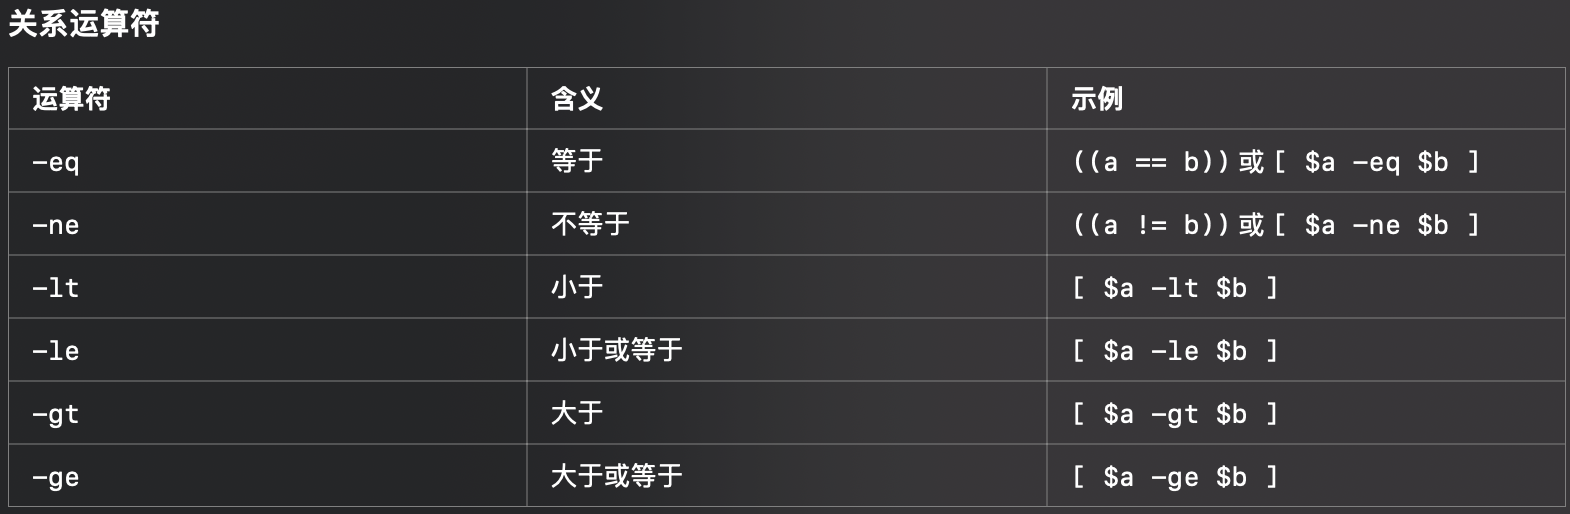 关系运算符
运算符 含义 示例
-eq 等于 ((a == b))或[ $a -eq $b ]
-ne 不等于 ((a != b))或[ $a -ne $b ]
-lt 小于 [ $a -lt $b ]
-le 小于或等于 [ $a -le $b ]
-gt 大于 [ $a -gt $b ]
-ge 大于或等于 [ $a -ge $b ]